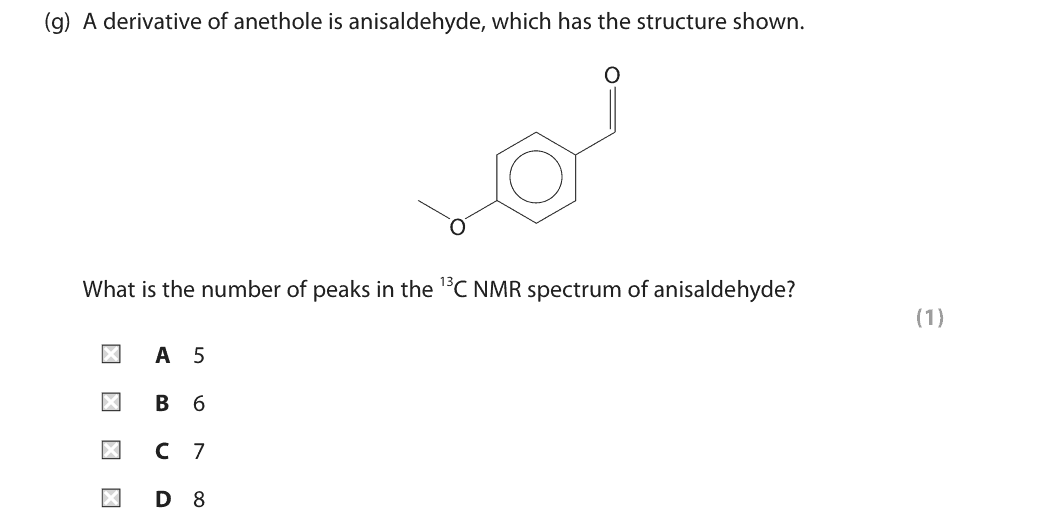 (g) A derivative of anethole is anisaldehyde, which has the structure shown.
O
O
What is the number of peaks in the ¹³C NMR spectrum of anisaldehyde?
(1)
A 5
B 6
C 7
D 8